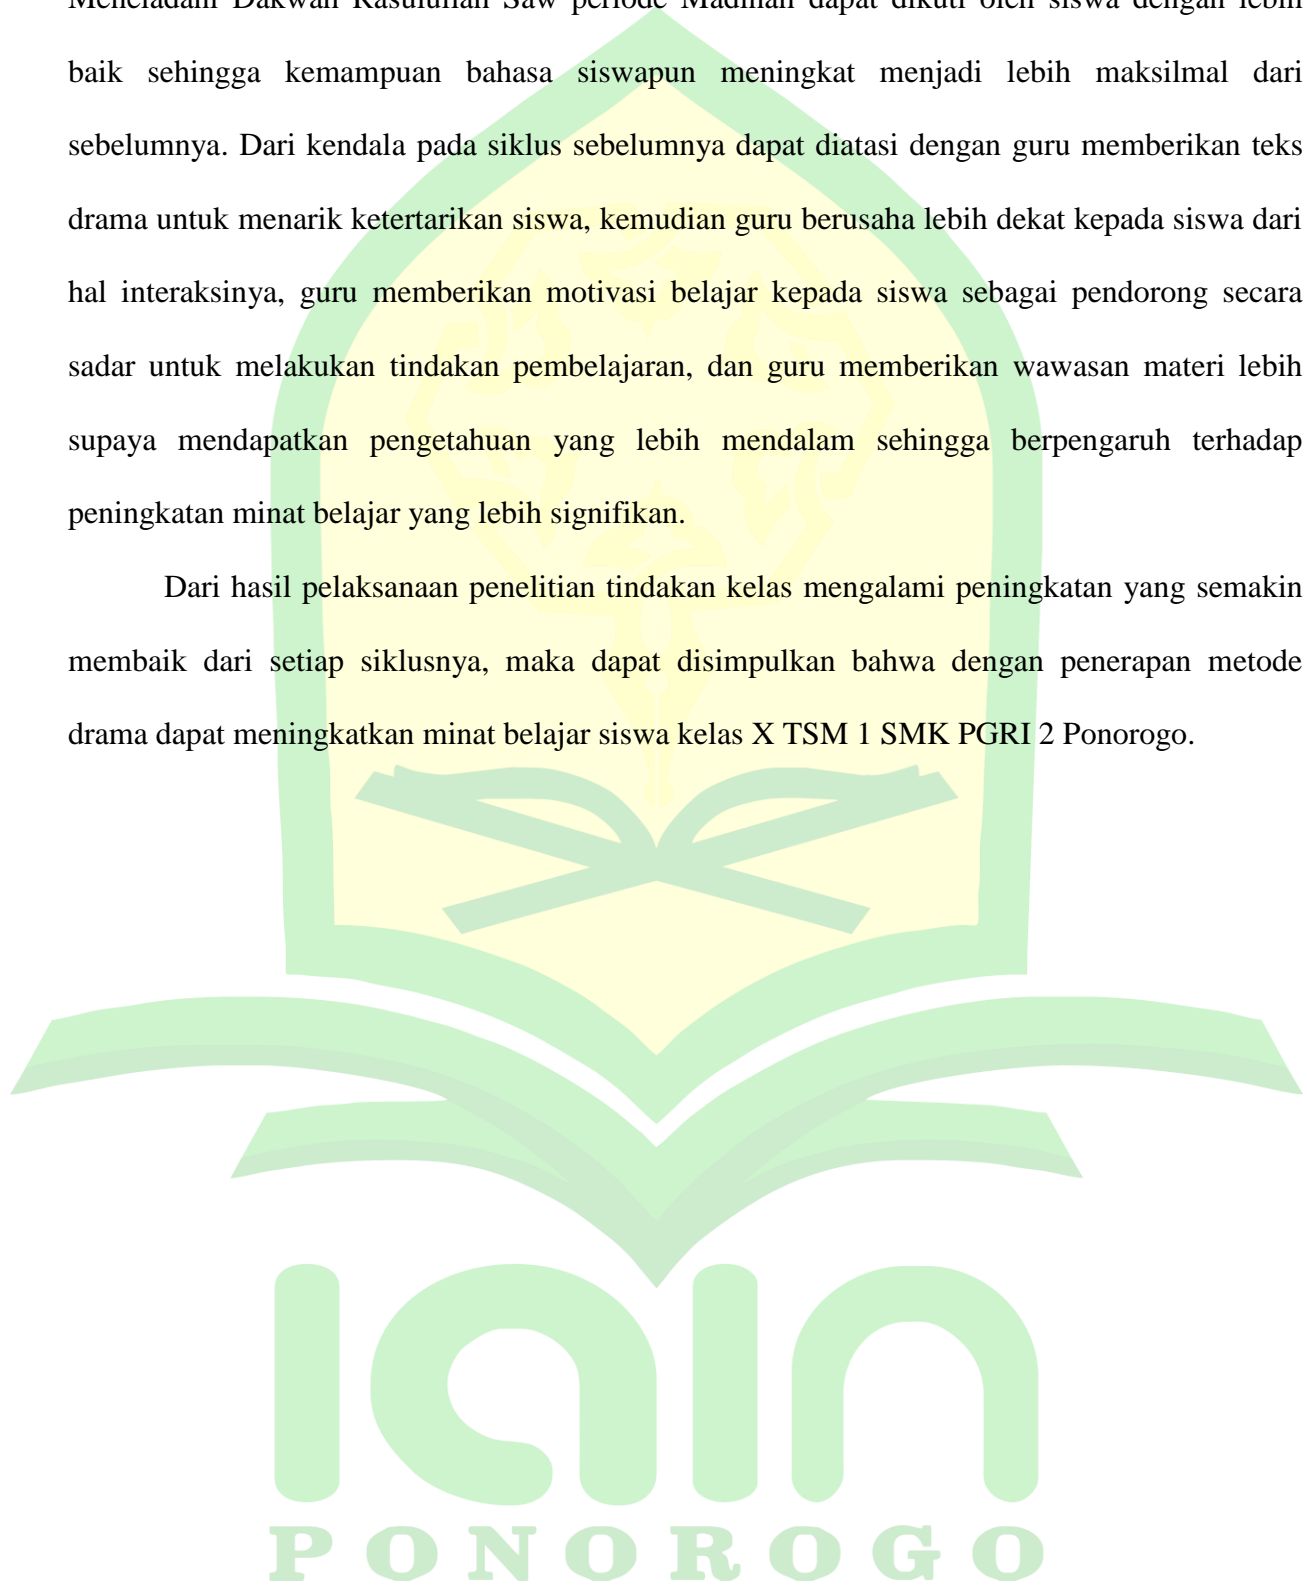 Meneladani Dakwah Rasulullah Saw periode Madinah dapat dikuti oleh siswa dengan lebih
baik sehingga kemampuan bahasa siswapun meningkat menjadi lebih maksilmal dari
sebelumnya. Dari kendala pada siklus sebelumnya dapat diatasi dengan guru memberikan teks
drama untuk menarik ketertarikan siswa, kemudian guru berusaha lebih dekat kepada siswa dari
hal interaksinya, guru memberikan motivasi belajar kepada siswa sebagai pendorong secara
sadar untuk melakukan tindakan pembelajaran, dan guru memberikan wawasan materi lebih
supaya mendapatkan pengetahuan yang lebih mendalam sehingga berpengaruh terhadap
peningkatan minat belajar yang lebih signifikan.
Dari hasil pelaksanaan penelitian tindakan kelas mengalami peningkatan yang semakin
membaik dari setiap siklusnya, maka dapat disimpulkan bahwa dengan penerapan metode
drama dapat meningkatkan minat belajar siswa kelas X TSM 1 SMK PGRI 2 Ponorogo.
IAIN
PONOROGO